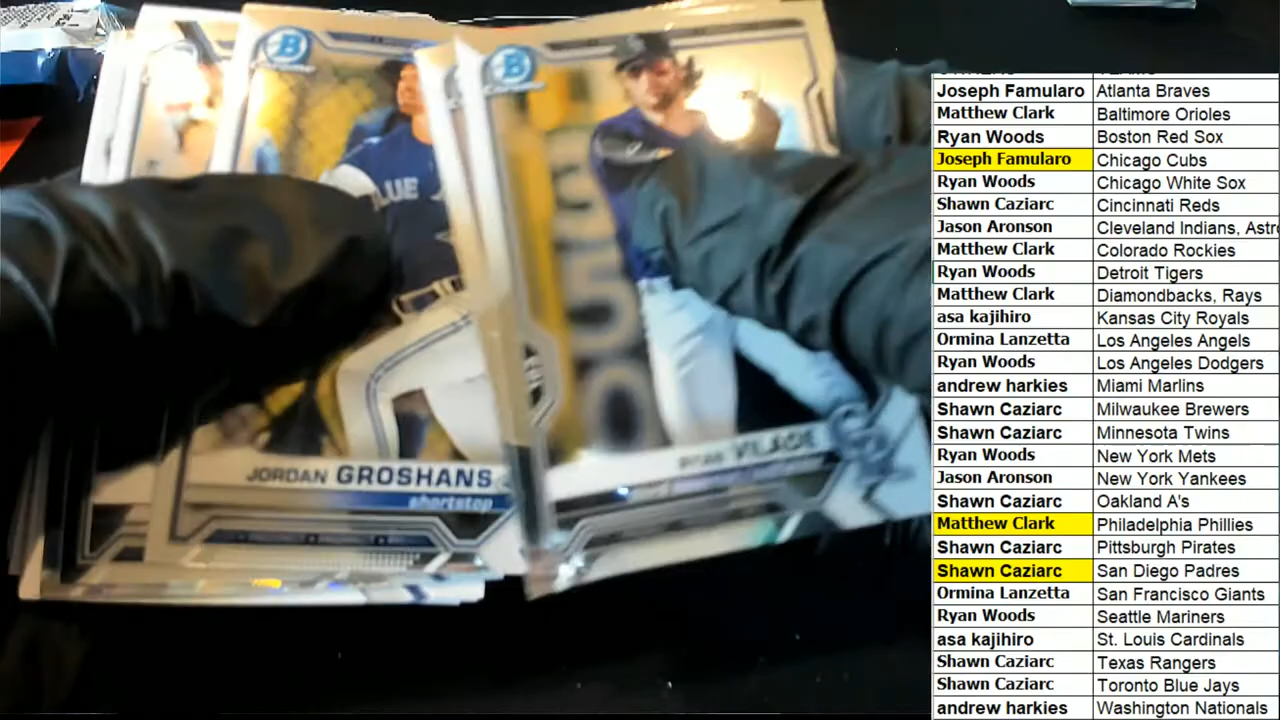 B
B
BLUE
JORDAN GROSHANS
shortstop
RYAN VILADE
CR
Joseph Famularo Atlanta Braves
Matthew Clark Baltimore Orioles
Ryan Woods Boston Red Sox
Joseph Famularo Chicago Cubs
Ryan Woods Chicago White Sox
Shawn Caziarc Cincinnati Reds
Jason Aronson Cleveland Indians, Astr
Matthew Clark Colorado Rockies
Ryan Woods Detroit Tigers
Matthew Clark Diamondbacks, Rays
asa kajihiro Kansas City Royals
Ormina Lanzetta Los Angeles Angels
Ryan Woods Los Angeles Dodgers
andrew harkies Miami Marlins
Shawn Caziarc Milwaukee Brewers
Shawn Caziarc Minnesota Twins
Ryan Woods New York Mets
Jason Aronson New York Yankees
Shawn Caziarc Oakland A's
Matthew Clark Philadelphia Phillies
Shawn Caziarc Pittsburgh Pirates
Shawn Caziarc San Diego Padres
Ormina Lanzetta San Francisco Giants
Ryan Woods Seattle Mariners
asa kajihiro St. Louis Cardinals
Shawn Caziarc Texas Rangers
Shawn Caziarc Toronto Blue Jays
andrew harkies Washington Nationals